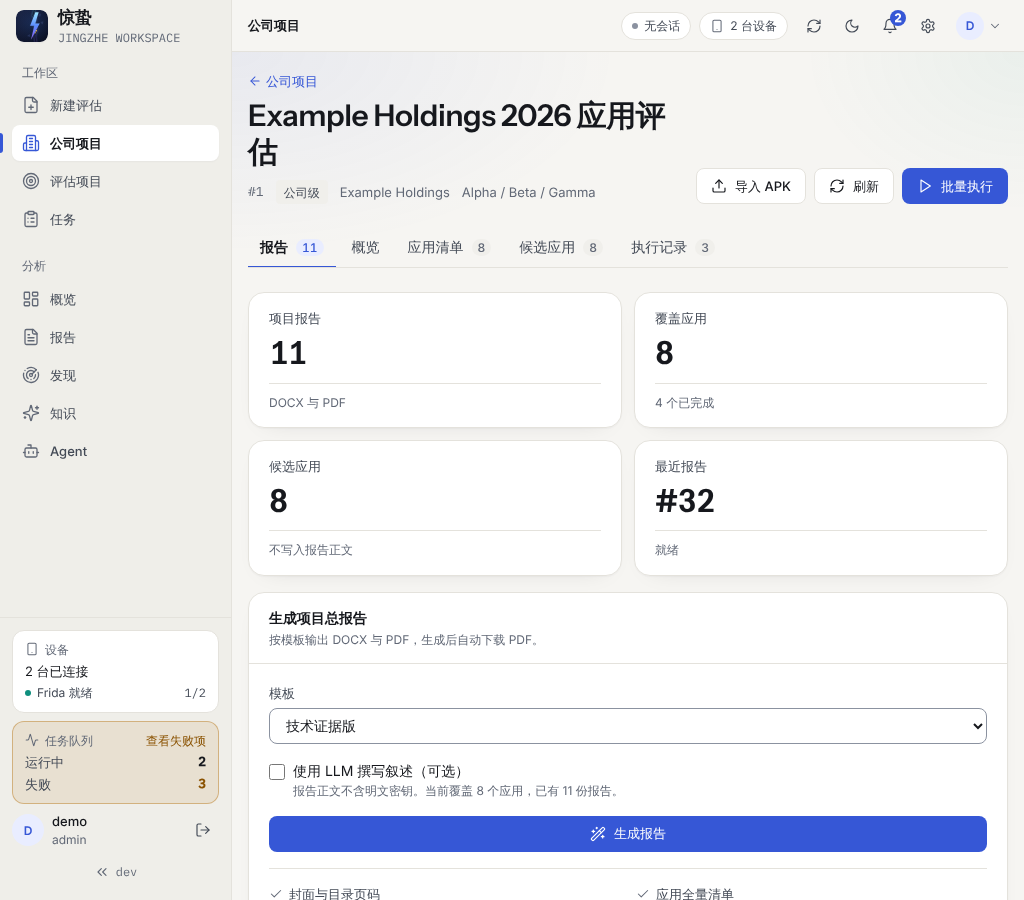 惊蛰
JINGZHE WORKSPACE
工作区
新建评估
公司项目
评估项目
任务
分析
概览
报告
发现
知识
Agent
设备
2 台已连接
Frida 就绪 1/2
任务队列 查看失败项
运行中 2
失败 3
D demo
admin
dev
公司项目
无会话
2 台设备
2
D
公司项目
Example Holdings 2026 应用评
估
#1 公司级 Example Holdings Alpha / Beta / Gamma
导入 APK
刷新
批量执行
报告 11 概览 应用清单 8 候选应用 8 执行记录 3
项目报告
11
DOCX 与 PDF
覆盖应用
8
4 个已完成
候选应用
8
不写入报告正文
最近报告
#32
就绪
生成项目总报告
按模板输出 DOCX 与 PDF，生成后自动下载 PDF。
模板
技术证据版
使用 LLM 撰写叙述（可选）
报告正文不含明文密钥。当前覆盖 8 个应用，已有 11 份报告。
生成报告
封面与目录页码 应用全量清单